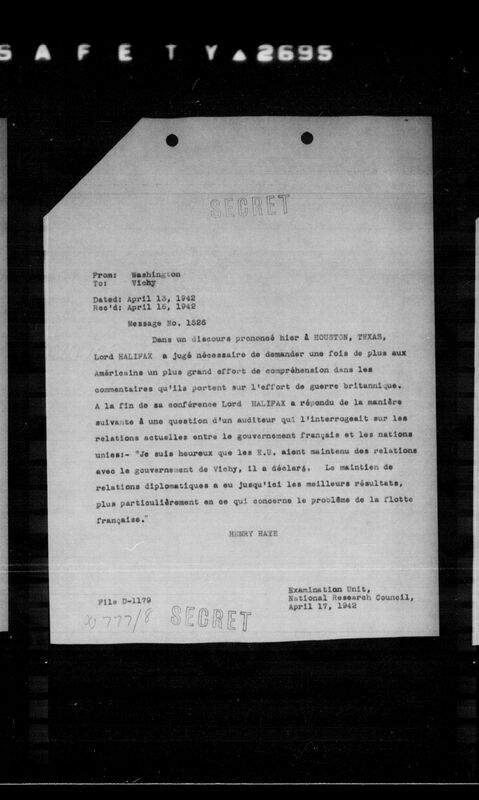 SAFETY▲2695
SECRET
From: Washington
To: Vichy
Dated: April 13, 1942
Rec'd: April 16, 1942
Message No. 1526
Dans un discours prononcé hier à HOUSTON, TEXAS,
Lord HALIFAX a jugé nécessaire de demander une fois de plus aux
Américains un plus grand effort de compréhension dans les
commentaires qu'ils portent sur l'effort de guerre britannique.
A la fin de sa conférence Lord HALIFAX a répondu de la manière
suivante à une question d'un auditeur qui l'interrogeait sur les
relations actuelles entre le gouvernement français et les nations
unies:- "Je suis heureux que les E.U. aient maintenu des relations
avec le gouvernement de Vichy, il a déclaré. Le maintien de
relations diplomatiques a eu jusqu'ici les meilleurs résultats,
plus particulièrement en ce qui concerne le problème de la flotte
française."
HENRY HAYE
Examination Unit,
File D-1179 National Research Council,
April 17, 1942
777/8 SECRET